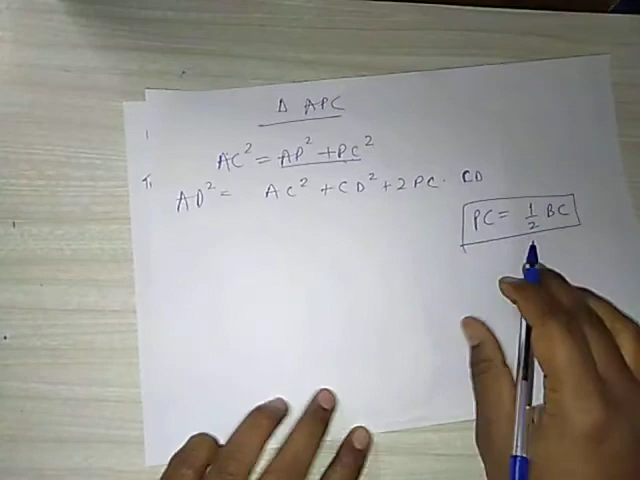 Δ APC
AC² = AP² + PC²
AD² = AC² + CD² + 2 PC · CD
PC = 1/2 BC